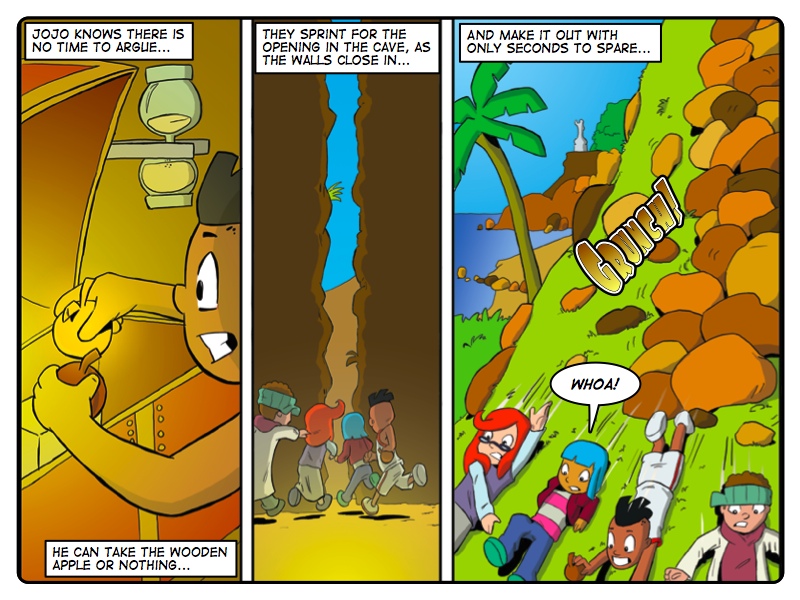 JOJO KNOWS THERE IS
NO TIME TO ARGUE...
HE CAN TAKE THE WOODEN
APPLE OR NOTHING...
THEY SPRINT FOR THE
OPENING IN THE CAVE, AS
THE WALLS CLOSE IN...
AND MAKE IT OUT WITH
ONLY SECONDS TO SPARE...
CRUNCH!
WHOA!